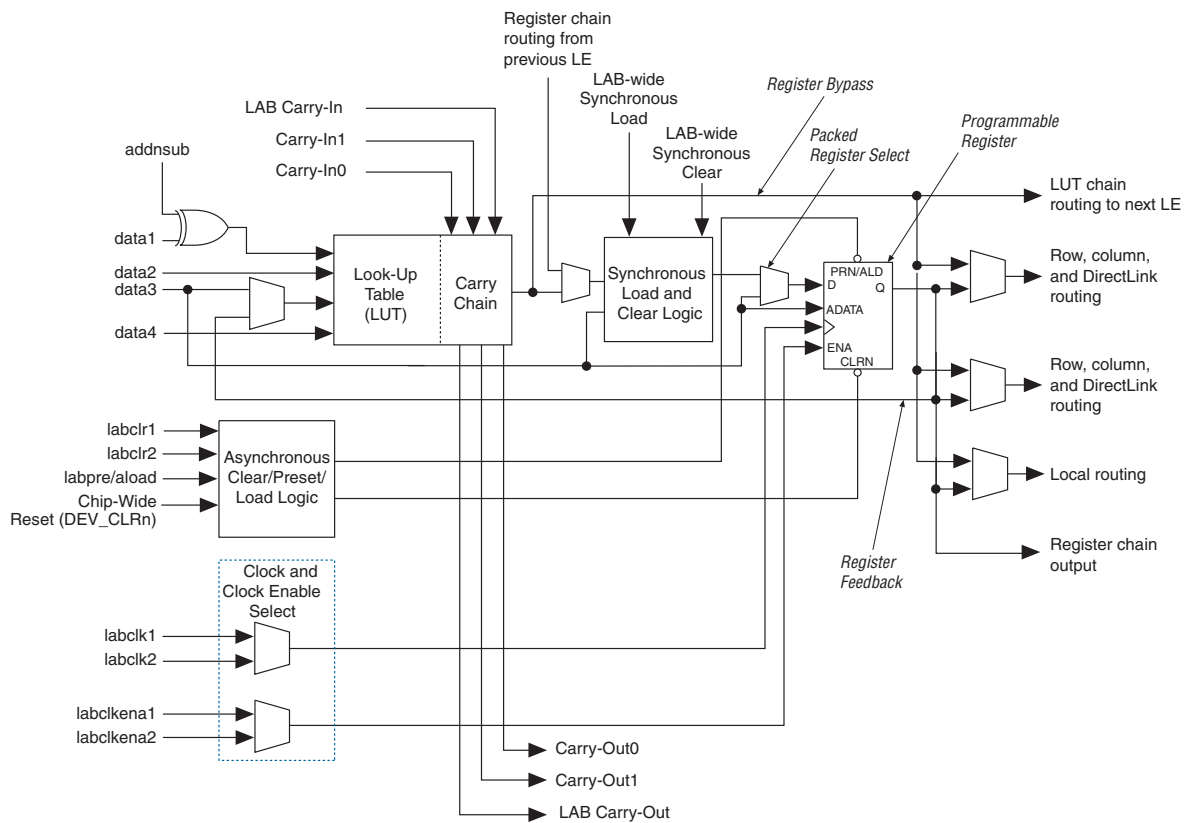 Register chain
routing from
previous LE
LAB-wide
Synchronous
Load
LAB-wide
Synchronous
Clear
Register Bypass
Packed
Register Select
Programmable
Register
LAB Carry-In
Carry-In1
Carry-In0
addnsub
data1
data2
data3
data4
Look-Up
Table
(LUT)
Carry
Chain
Synchronous
Load and
Clear Logic
PRN/ALD
D
Q
ADATA
ENA
CLRN
LUT chain
routing to next LE
Row, column,
and DirectLink
routing
Row, column,
and DirectLink
routing
Local routing
Register chain
output
Register
Feedback
labclr1
labclr2
labpre/aload
Chip-Wide
Reset (DEV_CLRn)
Asynchronous
Clear/Preset/
Load Logic
Clock and
Clock Enable
Select
labclk1
labclk2
labclkena1
labclkena2
Carry-Out0
Carry-Out1
LAB Carry-Out